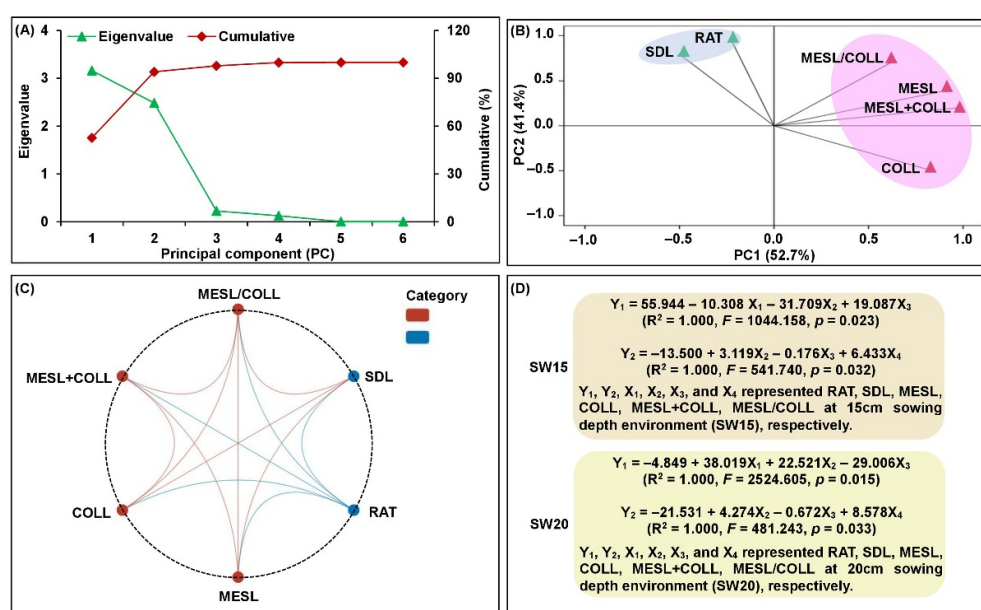 (A)
Eigenvalue
Cumulative
4
3
2
1
0
Eigenvalue
120
90
60
30
0
Cumulative (%)
1 2 3 4 5 6
Principal component (PC)
(B)
1.0
0.5
0.0
−0.5
−1.0
PC2 (41.4%)
SDL
RAT
MESL/COLL
MESL
MESL+COLL
COLL
−1.0 −0.5 0.0 0.5 1.0
PC1 (52.7%)
(C)
MESL/COLL
Category
MESL+COLL
SDL
COLL
RAT
MESL
(D)
SW15
Y₁ = 55.944 – 10.308 X₁ – 31.709X₂ + 19.087X₃
(R² = 1.000, F = 1044.158, p = 0.023)
Y₂ = –13.500 + 3.119X₂ – 0.176X₃ + 6.433X₄
(R² = 1.000, F = 541.740, p = 0.032)
Y₁, Y₂, X₁, X₂, X₃, and X₄ represented RAT, SDL, MESL,
COLL, MESL+COLL, MESL/COLL at 15cm sowing
depth environment (SW15), respectively.
SW20
Y₁ = –4.849 + 38.019X₁ + 22.521X₂ – 29.006X₃
(R² = 1.000, F = 2524.605, p = 0.015)
Y₂ = –21.531 + 4.274X₂ – 0.672X₃ + 8.578X₄
(R² = 1.000, F = 481.243, p = 0.033)
Y₁, Y₂, X₁, X₂, X₃, and X₄ represented RAT, SDL, MESL,
COLL, MESL+COLL, MESL/COLL at 20cm sowing
depth environment (SW20), respectively.